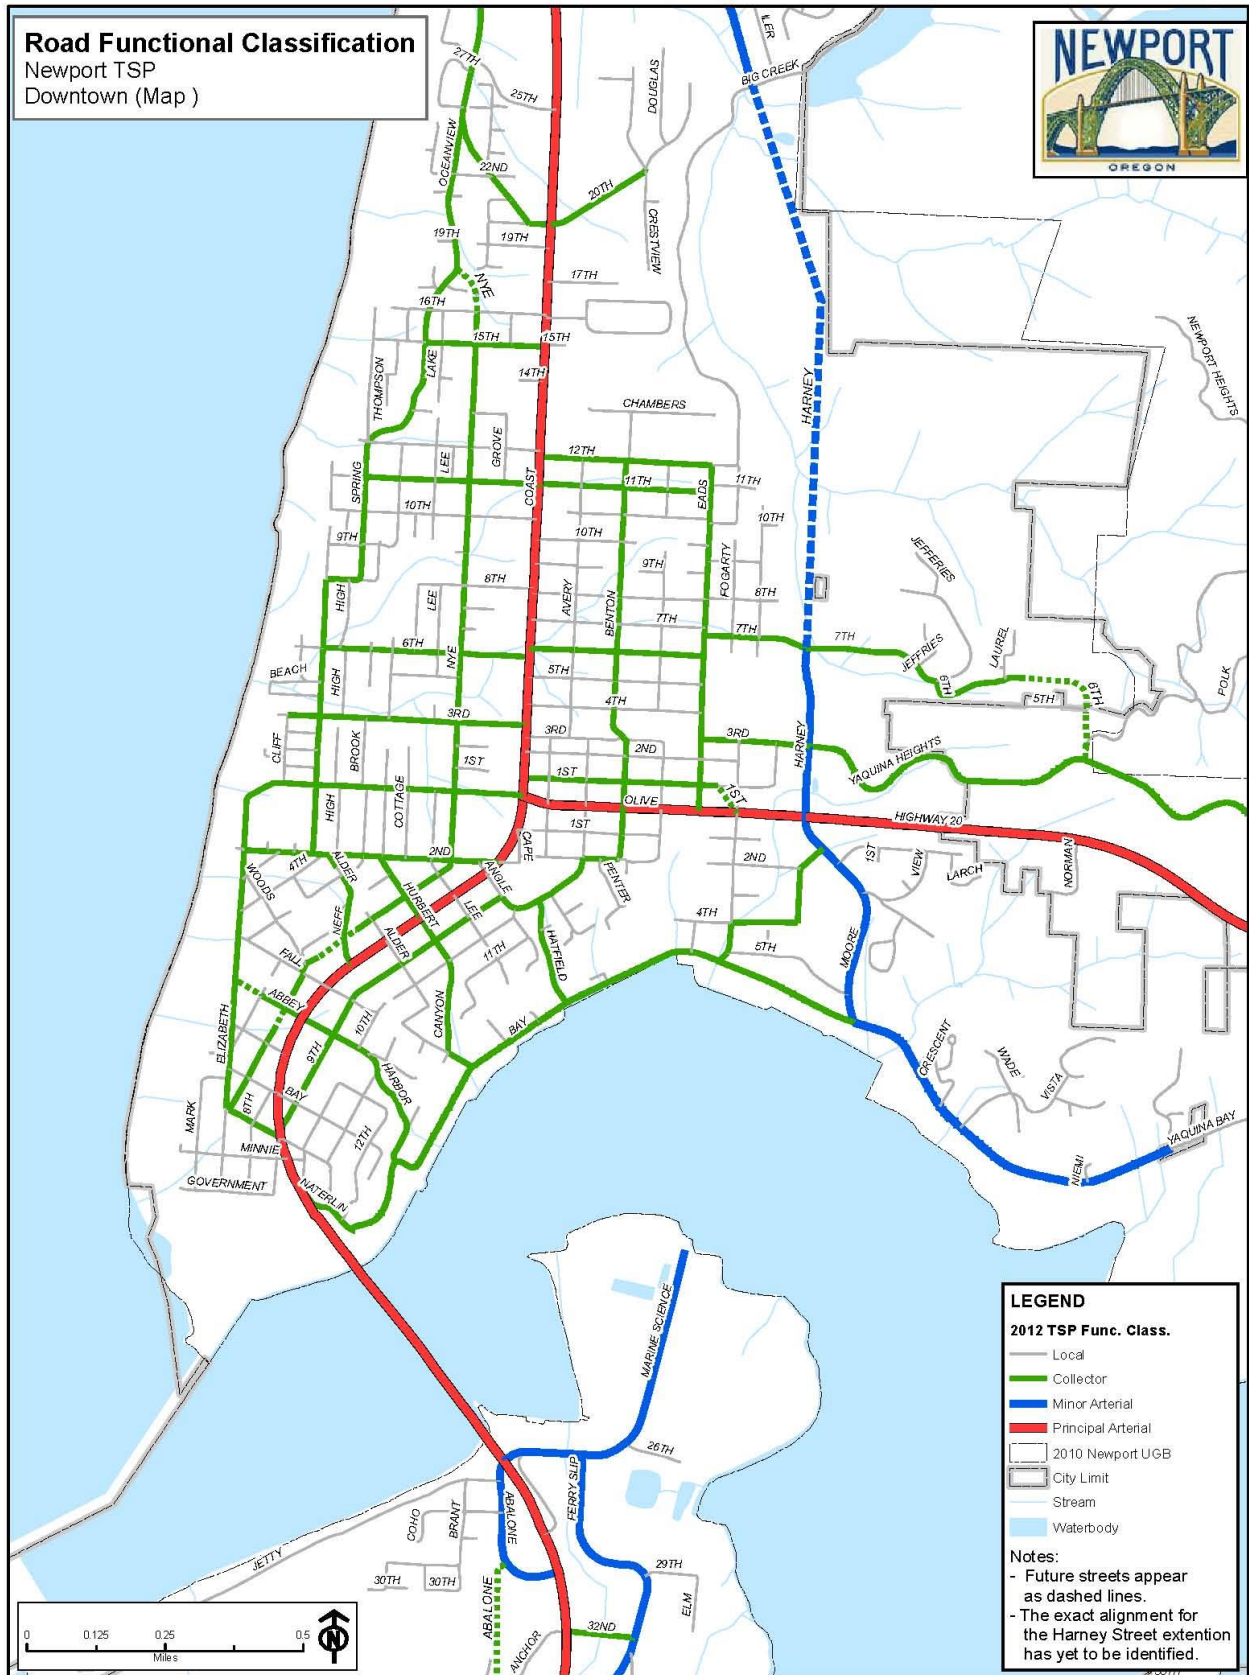 Road Functional Classification
Newport TSP
Downtown (Map )
NEWPORT
OREGON
27TH
25TH
DOUGLAS
BIG CREEK
OCEANVIEW
22ND
20TH
CRESTVIEW
19TH
19TH
17TH
NYE
16TH
15TH
15TH
NEWPORT HEIGHTS
LAKE
14TH
THOMPSON
HARNEY
CHAMBERS
GROVE
12TH
LEE
COAST
11TH
11TH
SPRING
EADS
10TH
10TH
10TH
9TH
9TH
JEFFERIES
FOGARTY
8TH
8TH
HIGH
LEE
AVERY
BENTON
7TH
7TH
7TH
6TH
NYE
JEFFRIES
LAUREL
BEACH
5TH
6TH
5TH
6TH
POLK
HIGH
4TH
3RD
3RD
3RD
HARNEY
CLIFF
BROOK
1ST
2ND
YAQUINA HEIGHTS
1ST
1ST
HIGH
COTTAGE
OLIVE
HIGHWAY 20
1ST
CAPE
2ND
4TH
ALDER
ANGLE
2ND
1ST
VIEW
LARCH
NORMAN
WOODS
HURBERT
LEE
FENTER
NEFF
ALDER
4TH
FALL
11TH
HATFIELD
5TH
MOORE
ABBEY
10TH
CANYON
BAY
ELIZABETH
9TH
HARBOR
CRESCENT
WADE
VISTA
BAY
8TH
MARK
12TH
YAQUINA BAY
MINNIE
NIEMI
GOVERNMENT
NATERLIN
MARINE SCIENCE
26TH
FERRY SLIP
ABALONE
COHO
BRANT
JETTY
30TH
30TH
29TH
ELM
ABALONE
32ND
ANCHOR
LEGEND
2012 TSP Func. Class.
Local
Collector
Minor Arterial
Principal Arterial
2010 Newport UGB
City Limit
Stream
Waterbody
Notes:
- Future streets appear
as dashed lines.
- The exact alignment for
the Harney Street extention
has yet to be identified.
0 0.125 0.25 0.5
Miles
N